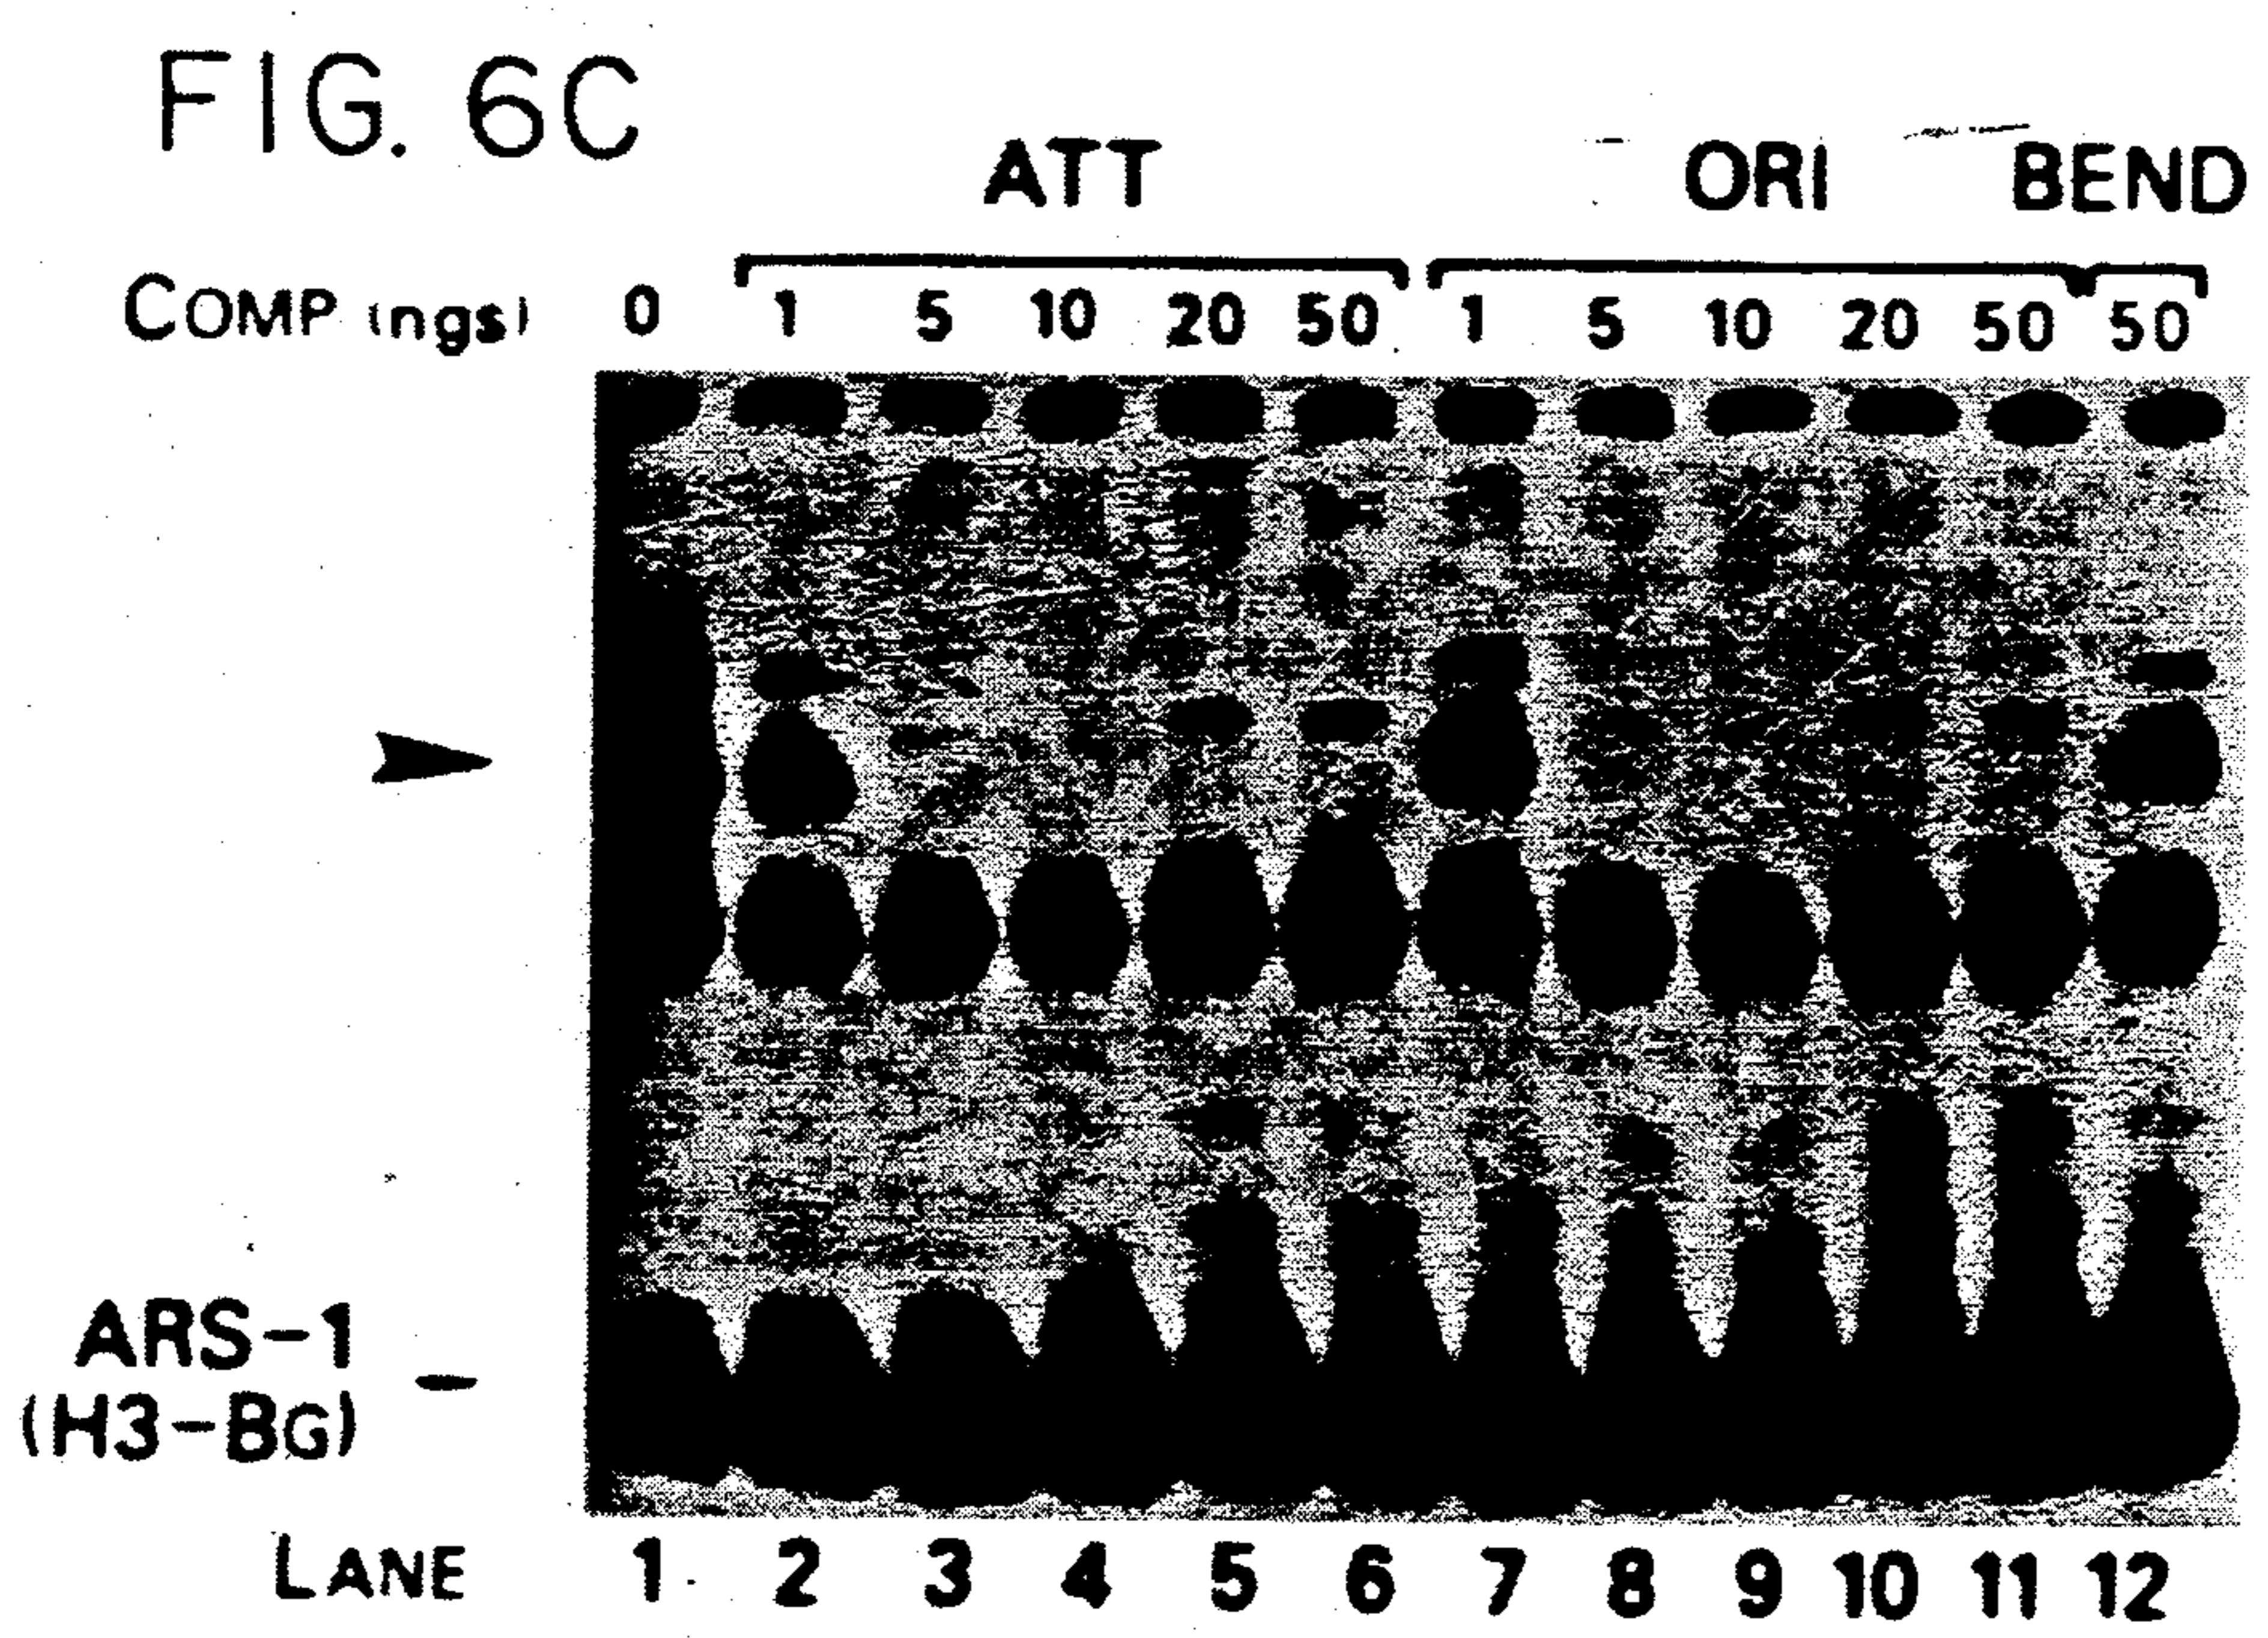 FIG. 6C
ATT ORI BEND
COMP (ngs) 0 1 5 10 20 50 1 5 10 20 50 50
ARS-1
(H3-BG)
LANE 1 2 3 4 5 6 7 8 9 10 11 12